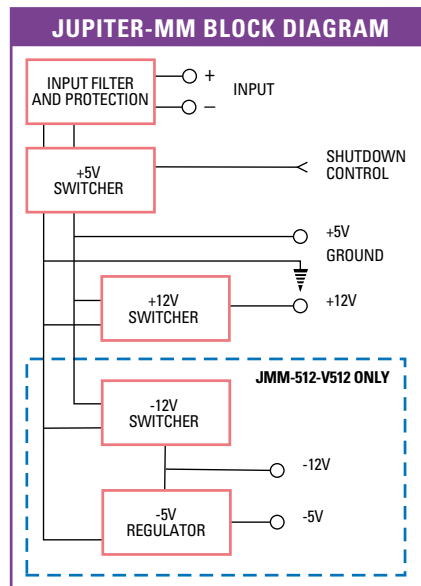 JUPITER-MM BLOCK DIAGRAM
INPUT FILTER
AND PROTECTION
+
–
INPUT
+5V
SWITCHER
SHUTDOWN
CONTROL
+5V
GROUND
+12V
SWITCHER
+12V
JMM-512-V512 ONLY
-12V
SWITCHER
-12V
-5V
REGULATOR
-5V